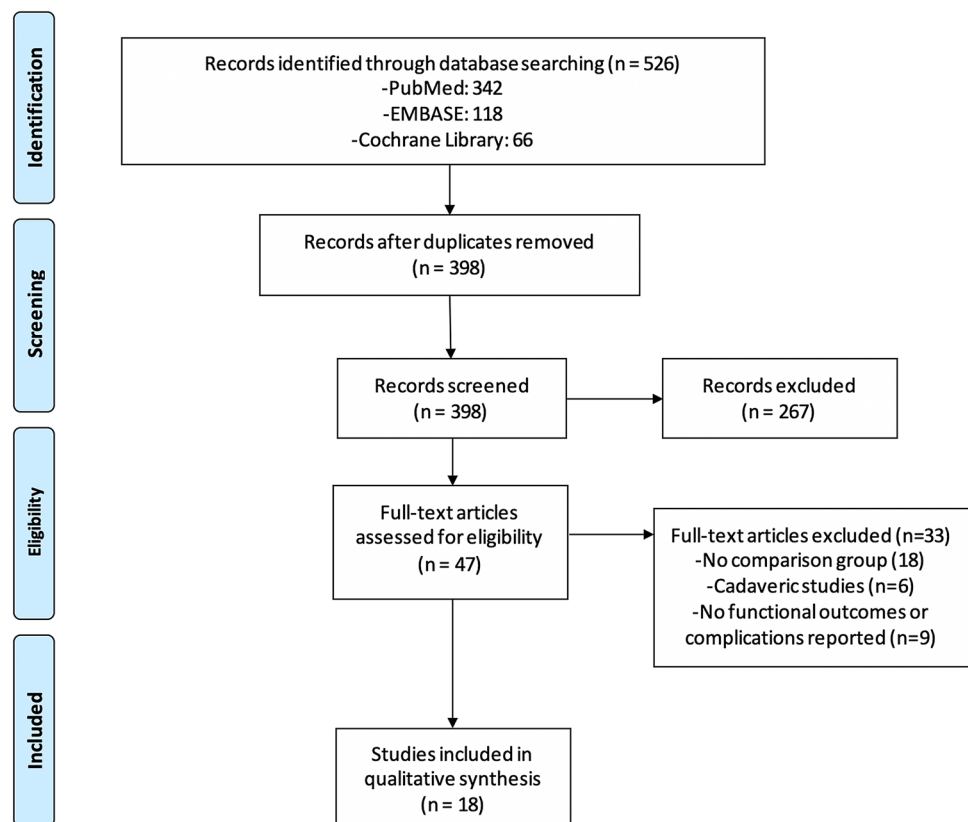 Identification
Records identified through database searching (n = 526)
-PubMed: 342
-EMBASE: 118
-Cochrane Library: 66
Screening
Records after duplicates removed
(n = 398)
Records screened
(n = 398)
Records excluded
(n = 267)
Eligibility
Full-text articles
assessed for eligibility
(n = 47)
Full-text articles excluded (n=33)
-No comparison group (18)
-Cadaveric studies (n=6)
-No functional outcomes or
complications reported (n=9)
Included
Studies included in
qualitative synthesis
(n = 18)